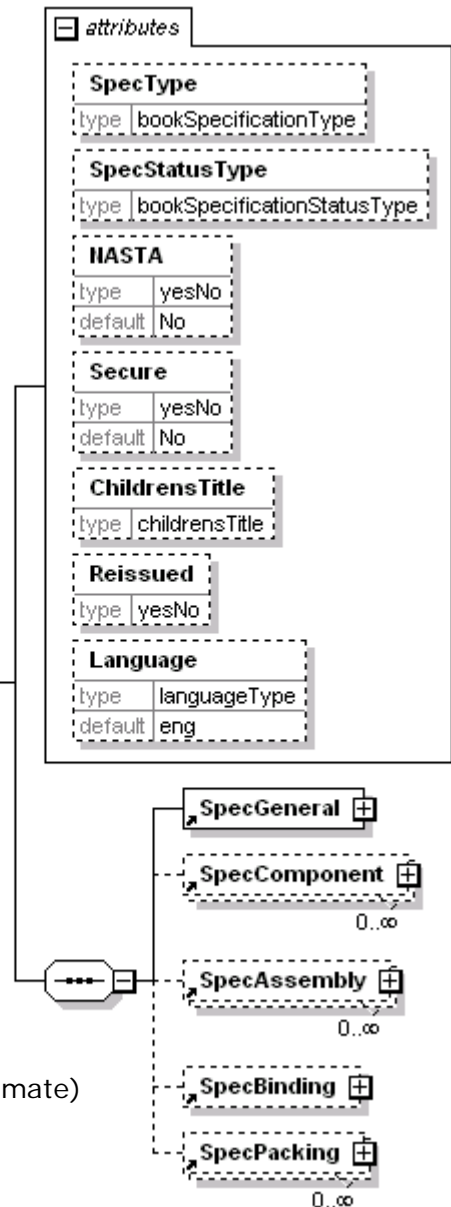 attributes
SpecType
type bookSpecificationType
SpecStatusType
type bookSpecificationStatusType
NASTA
type yesNo
default No
Secure
type yesNo
default No
ChildrensTitle
type childrensTitle
Reissued
type yesNo
Language
type languageType
default eng
SpecGeneral
SpecComponent
0..∞
SpecAssembly
0..∞
mate)
SpecBinding
SpecPacking
0..∞